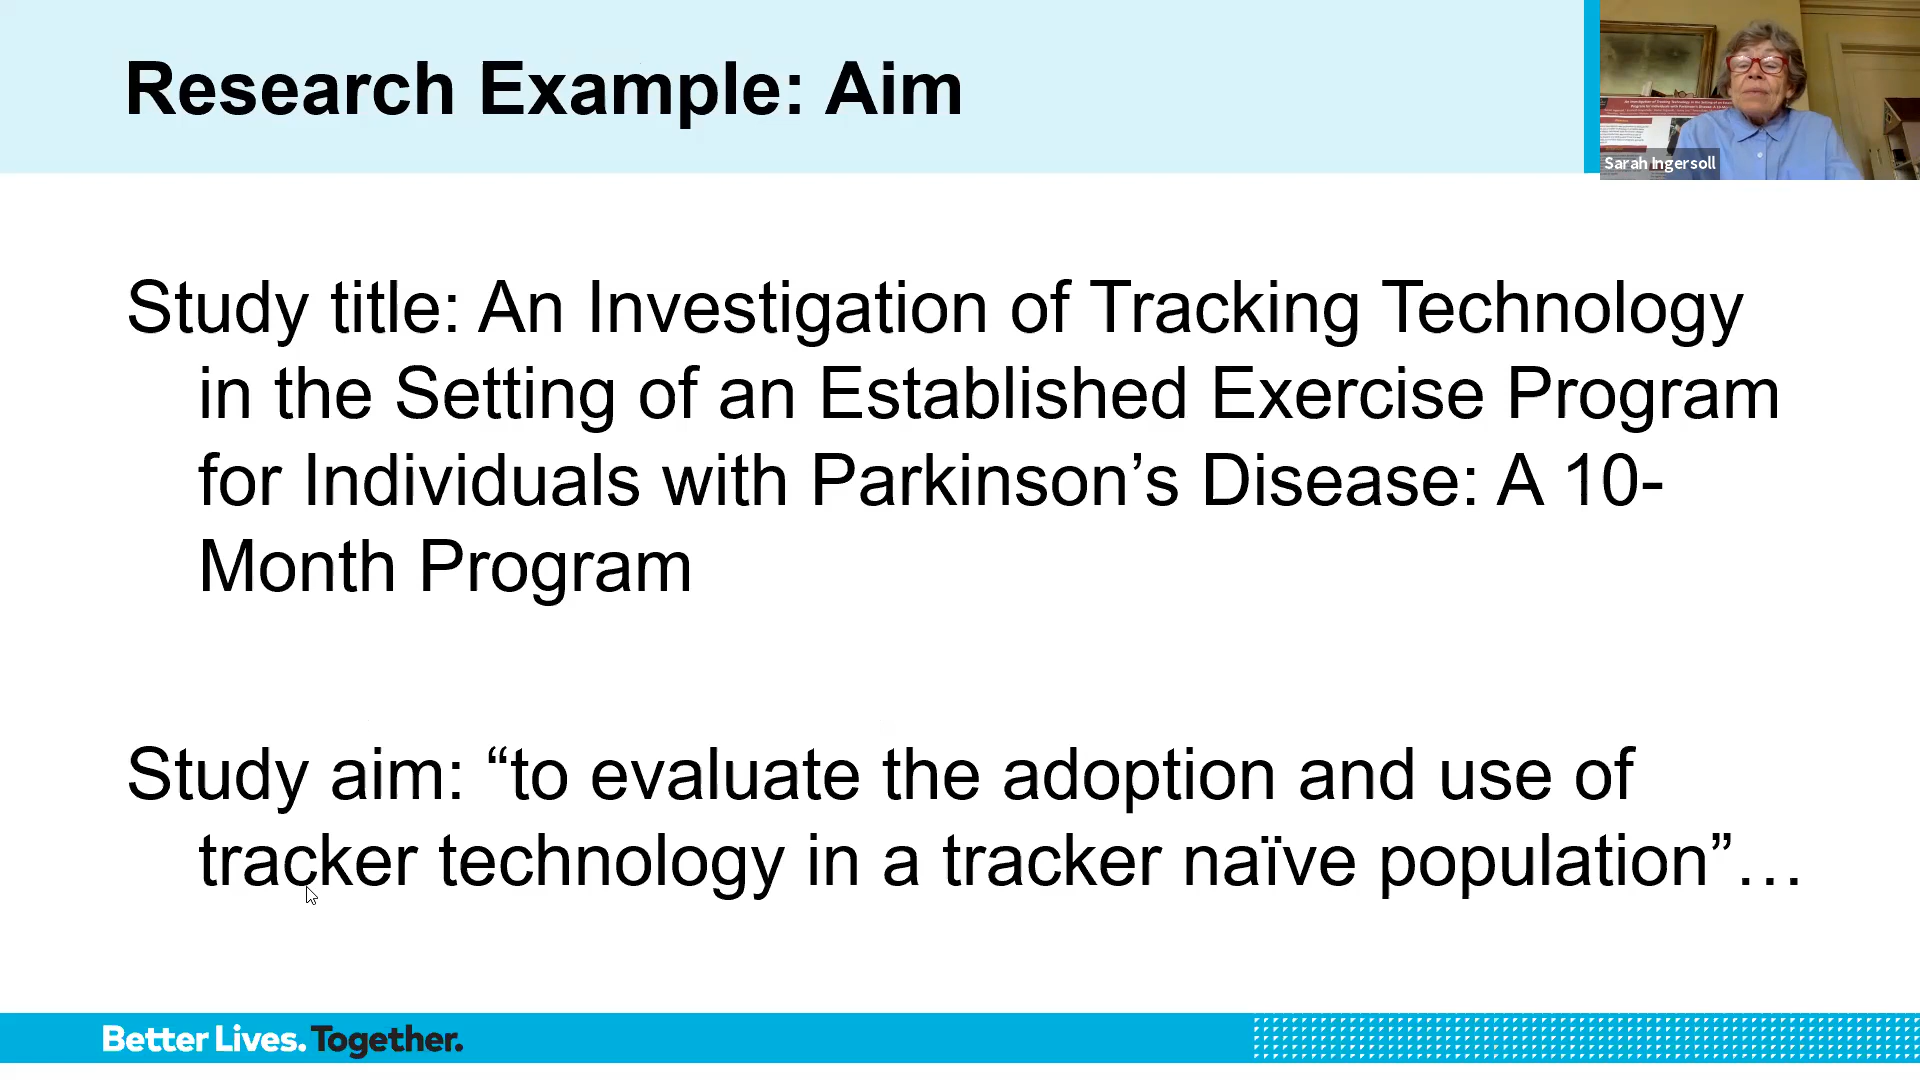 Research Example: Aim
Sarah Ingersoll
Study title: An Investigation of Tracking Technology
in the Setting of an Established Exercise Program
for Individuals with Parkinson’s Disease: A 10-
Month Program
Study aim: “to evaluate the adoption and use of
tracker technology in a tracker naïve population”…
Better Lives. Together.